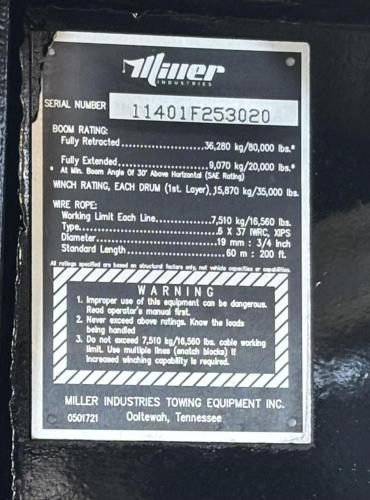 Miller
INDUSTRIES
SERIAL NUMBER 11401F253020
BOOM RATING:
Fully Retracted........................36,280 kg/80,000 lbs.*
Fully Extended........................9,070 kg/20,000 lbs.*
* At Min. Boom Angle Of 30° Above Horizontal (SAE Rating)
WINCH RATING, EACH DRUM (1st. Layer).15,870 kg/35,000 lbs.
WIRE ROPE:
Working Limit Each Line..............7,510 kg/16,560 lbs.
Type....................................6 X 37 IWRC, XIPS
Diameter..............................19 mm : 3/4 inch
Standard Length.......................60 m : 200 ft.
All ratings specified are based on structural factors only, not vehicle capacities or capabilities.
WARNING
1. Improper use of this equipment can be dangerous.
Read operator's manual first.
2. Never exceed above ratings. Know the loads
being handled
3. Do not exceed 7,510 kg/16,560 lbs. cable working
limit. Use multiple lines (snatch blocks) if
increased winching capability is required.
MILLER INDUSTRIES TOWING EQUIPMENT INC.
0501721 Ooltewah, Tennessee